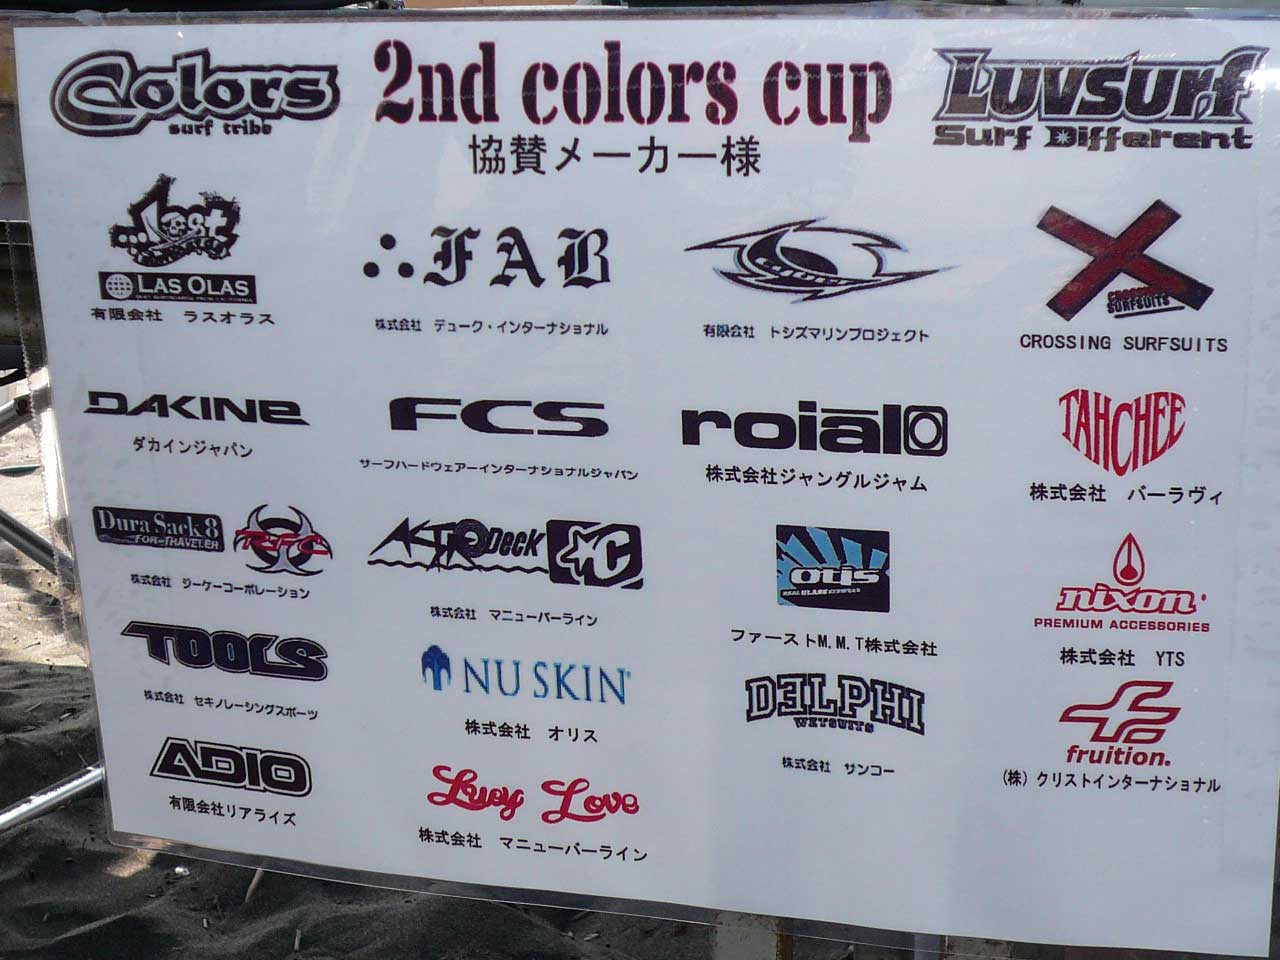 Colors
surf tribe
2nd colors cup
協賛メーカー様
LUVSURF
Surf Different
...lost
LAS OLAS
有限会社 ラスオラス
FAB
株式会社 デューク・インターナショナル
有限会社 トシズマリンプロジェクト
CROSSING
SURFSUITS
CROSSING SURFSUITS
DAKINE
ダカインジャパン
FCS
サーフハードウェアーインターナショナルジャパン
roial
株式会社ジャングルジャム
TAHCHEE
株式会社 バーラヴィ
Dura Sack 8
FOR-THAVELER
RFC
株式会社 ジーケーコーポレーション
ASTRODeck
C
株式会社 マニューバーライン
otis
REAL GLASS EYEWEAR
ファーストM.M.T株式会社
nixon
PREMIUM ACCESSORIES
株式会社 YTS
TOOLS
株式会社 セキノレーシングスポーツ
NU SKIN
株式会社 オリス
DELPHI
WETSUITS
株式会社 サンコー
fruition.
(株)クリストインターナショナル
ADIO
有限会社リアライズ
Lucy Love
株式会社 マニューバーライン